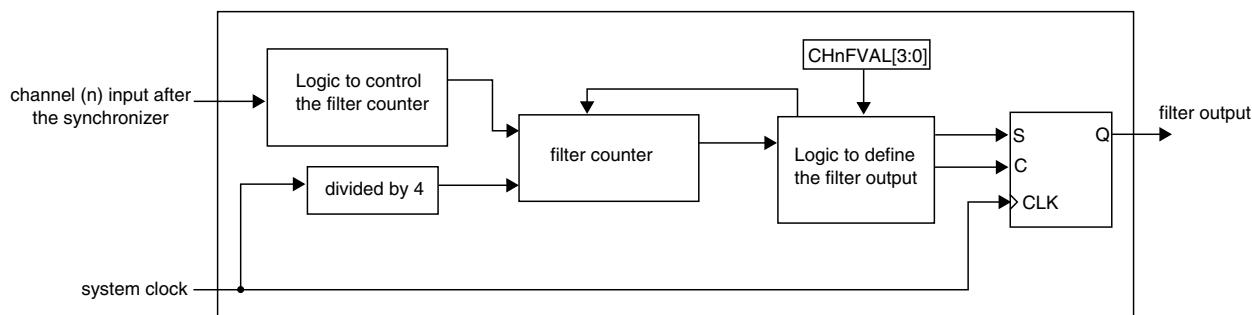 channel (n) input after
the synchronizer
Logic to control
the filter counter
divided by 4
filter counter
CHnFVAL[3:0]
Logic to define
the filter output
S
C
CLK
Q
filter output
system clock